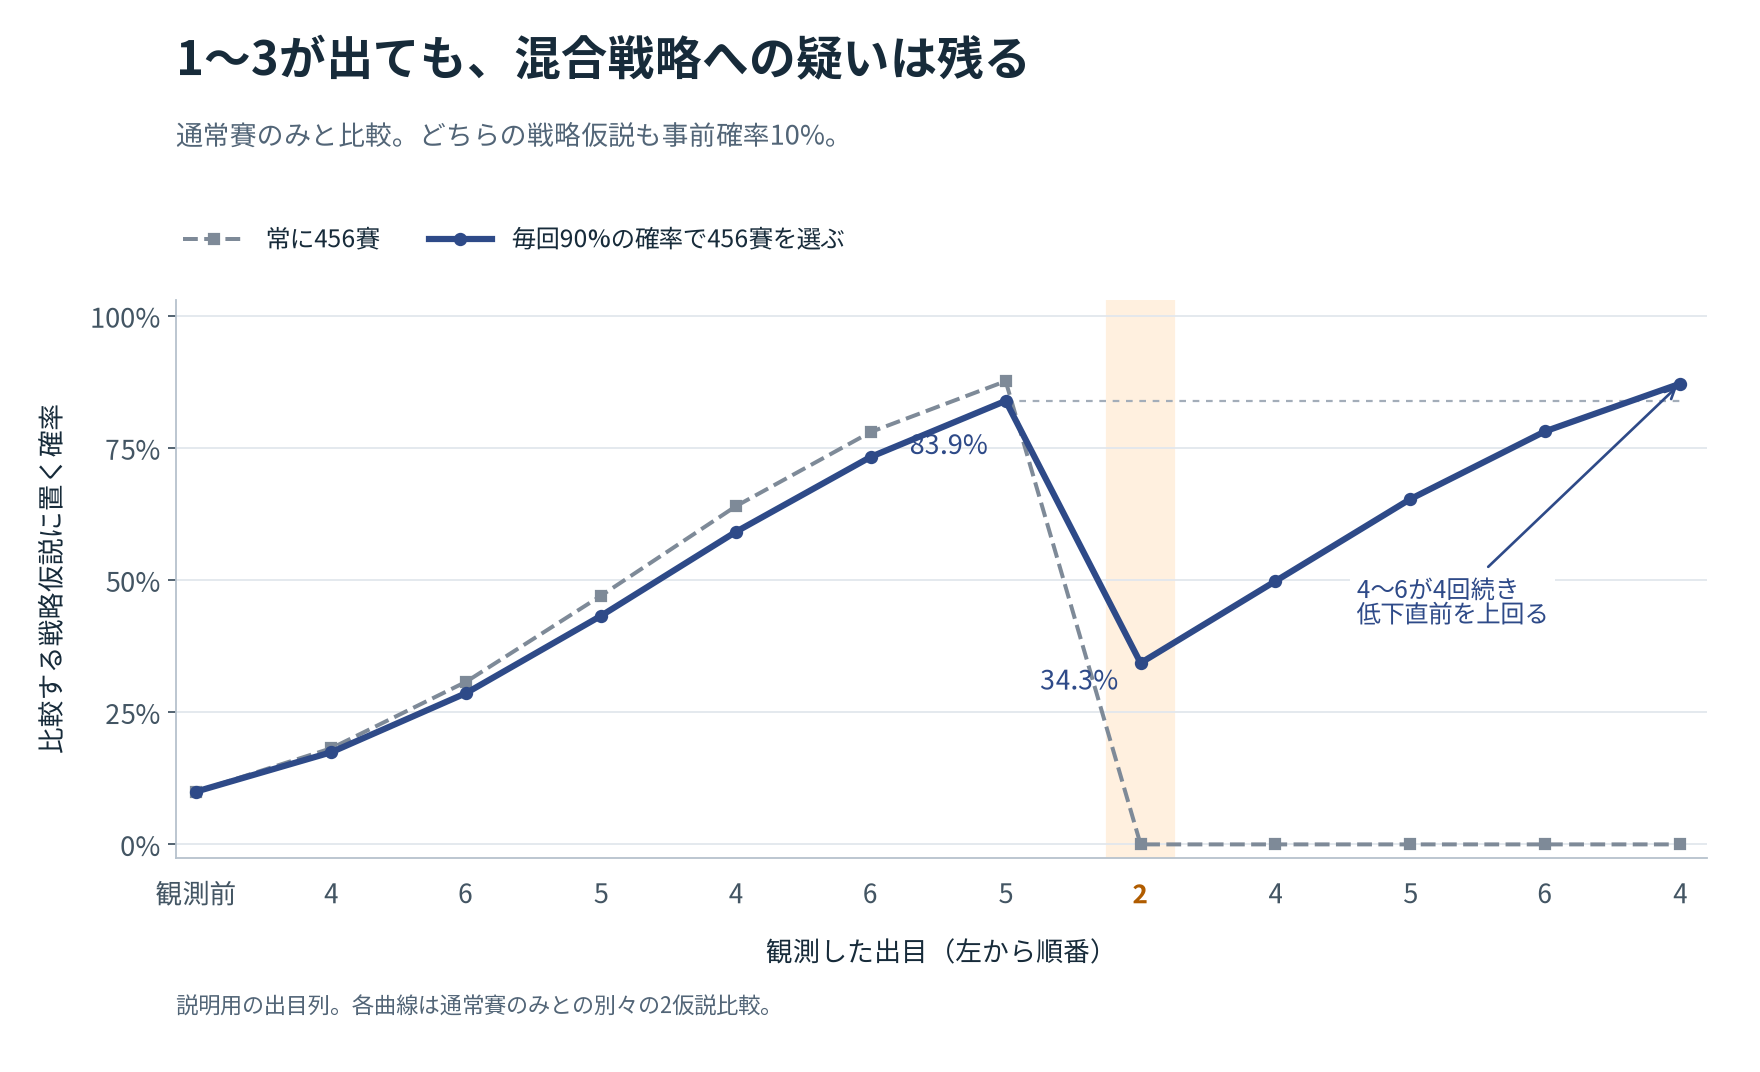 1〜3が出ても、混合戦略への疑いは残る
通常賽のみと比較。どちらの戦略仮説も事前確率10%。
常に456賽
毎回90%の確率で456賽を選ぶ
比較する戦略仮説に置く確率
100%
75%
50%
25%
0%
83.9%
34.3%
4〜6が4回続き
低下直前を上回る
観測前 4 6 5 4 6 5 2 4 5 6 4
観測した出目（左から順番）
説明用の出目列。各曲線は通常賽のみとの別々の2仮説比較。